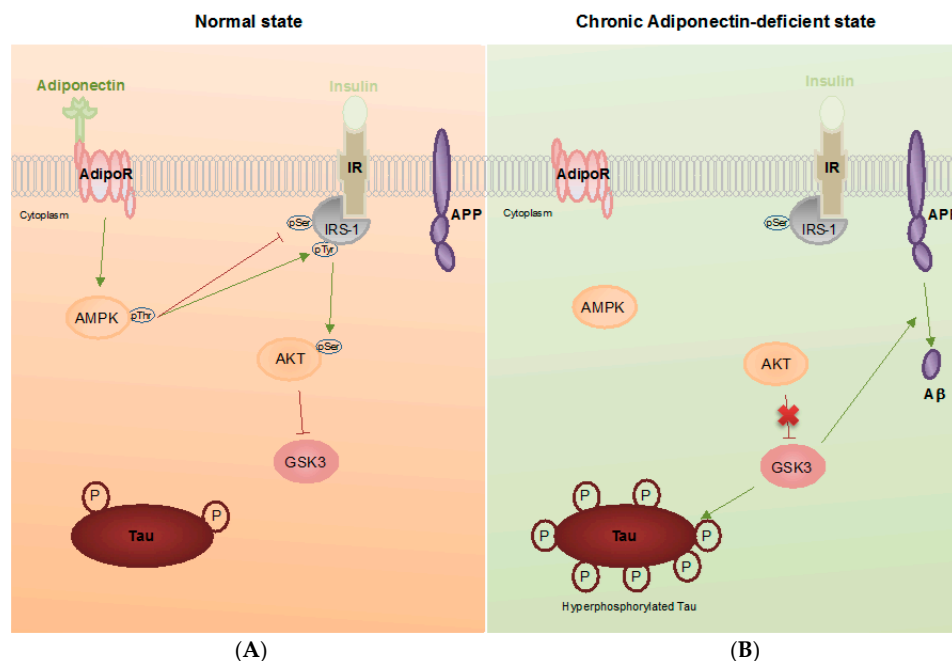 Normal state
Adiponectin
Insulin
AdipoR
IR
APP
Cytoplasm
pSer
IRS-1
pTyr
AMPK
pThr
pSer
AKT
GSK3
P
P
Tau
(A)
Chronic Adiponectin-deficient state
Insulin
AdipoR
IR
Cytoplasm
pSer
IRS-1
AP
AMPK
AKT
Aβ
GSK3
P
P
P
P
Tau
P
P
P
P
Hyperphosphorylated Tau
(B)